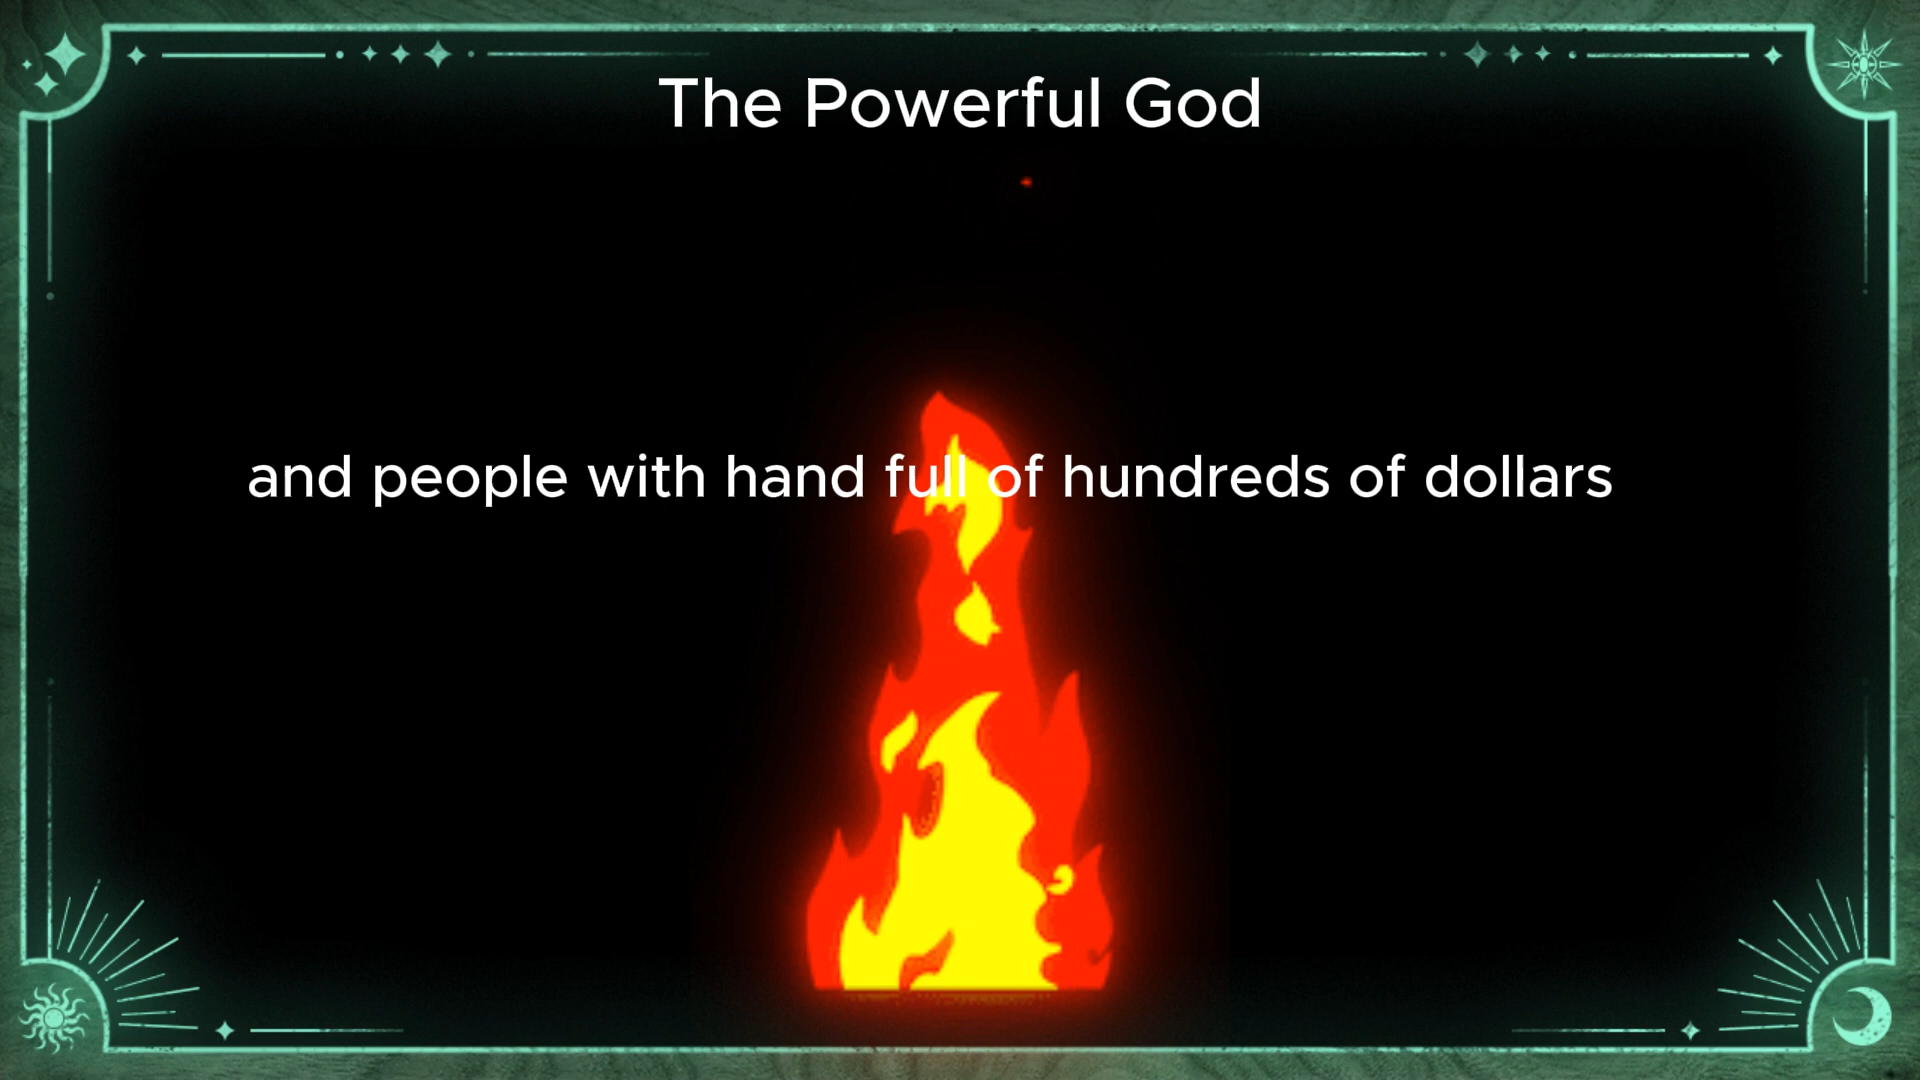 The Powerful God
and people with hand full of hundreds of dollars